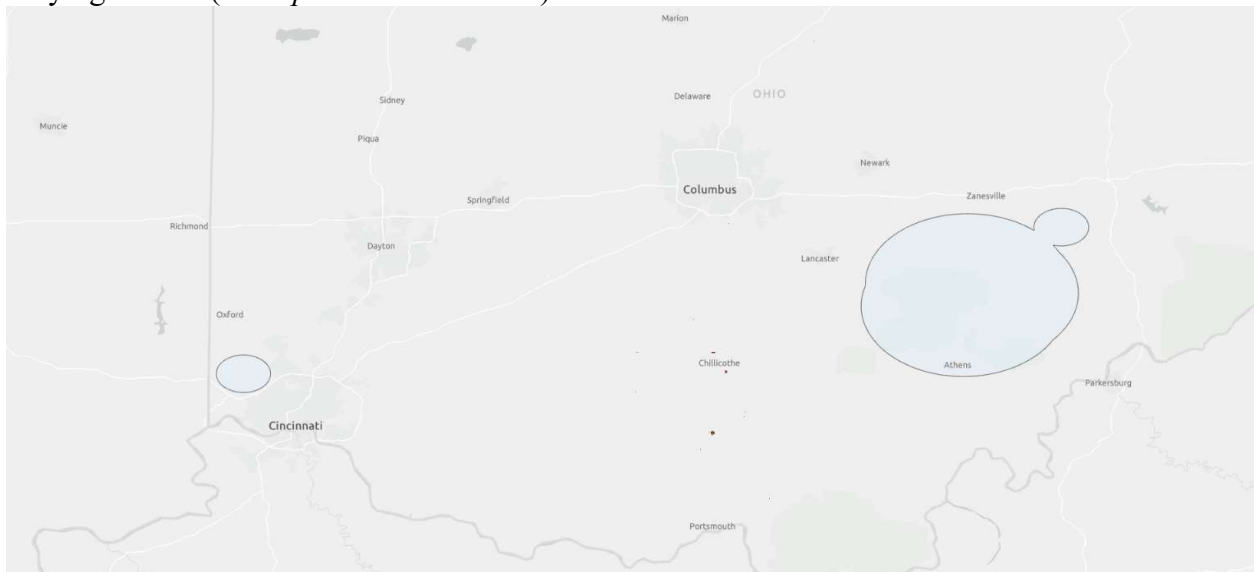 Marion
Sidney
Delaware
OHIO
Muncie
Piqua
Newark
Columbus
Springfield
Zanesville
Richmond
Dayton
Lancaster
Oxford
Chillicothe
Athens
Parkersburg
Cincinnati
Portsmouth